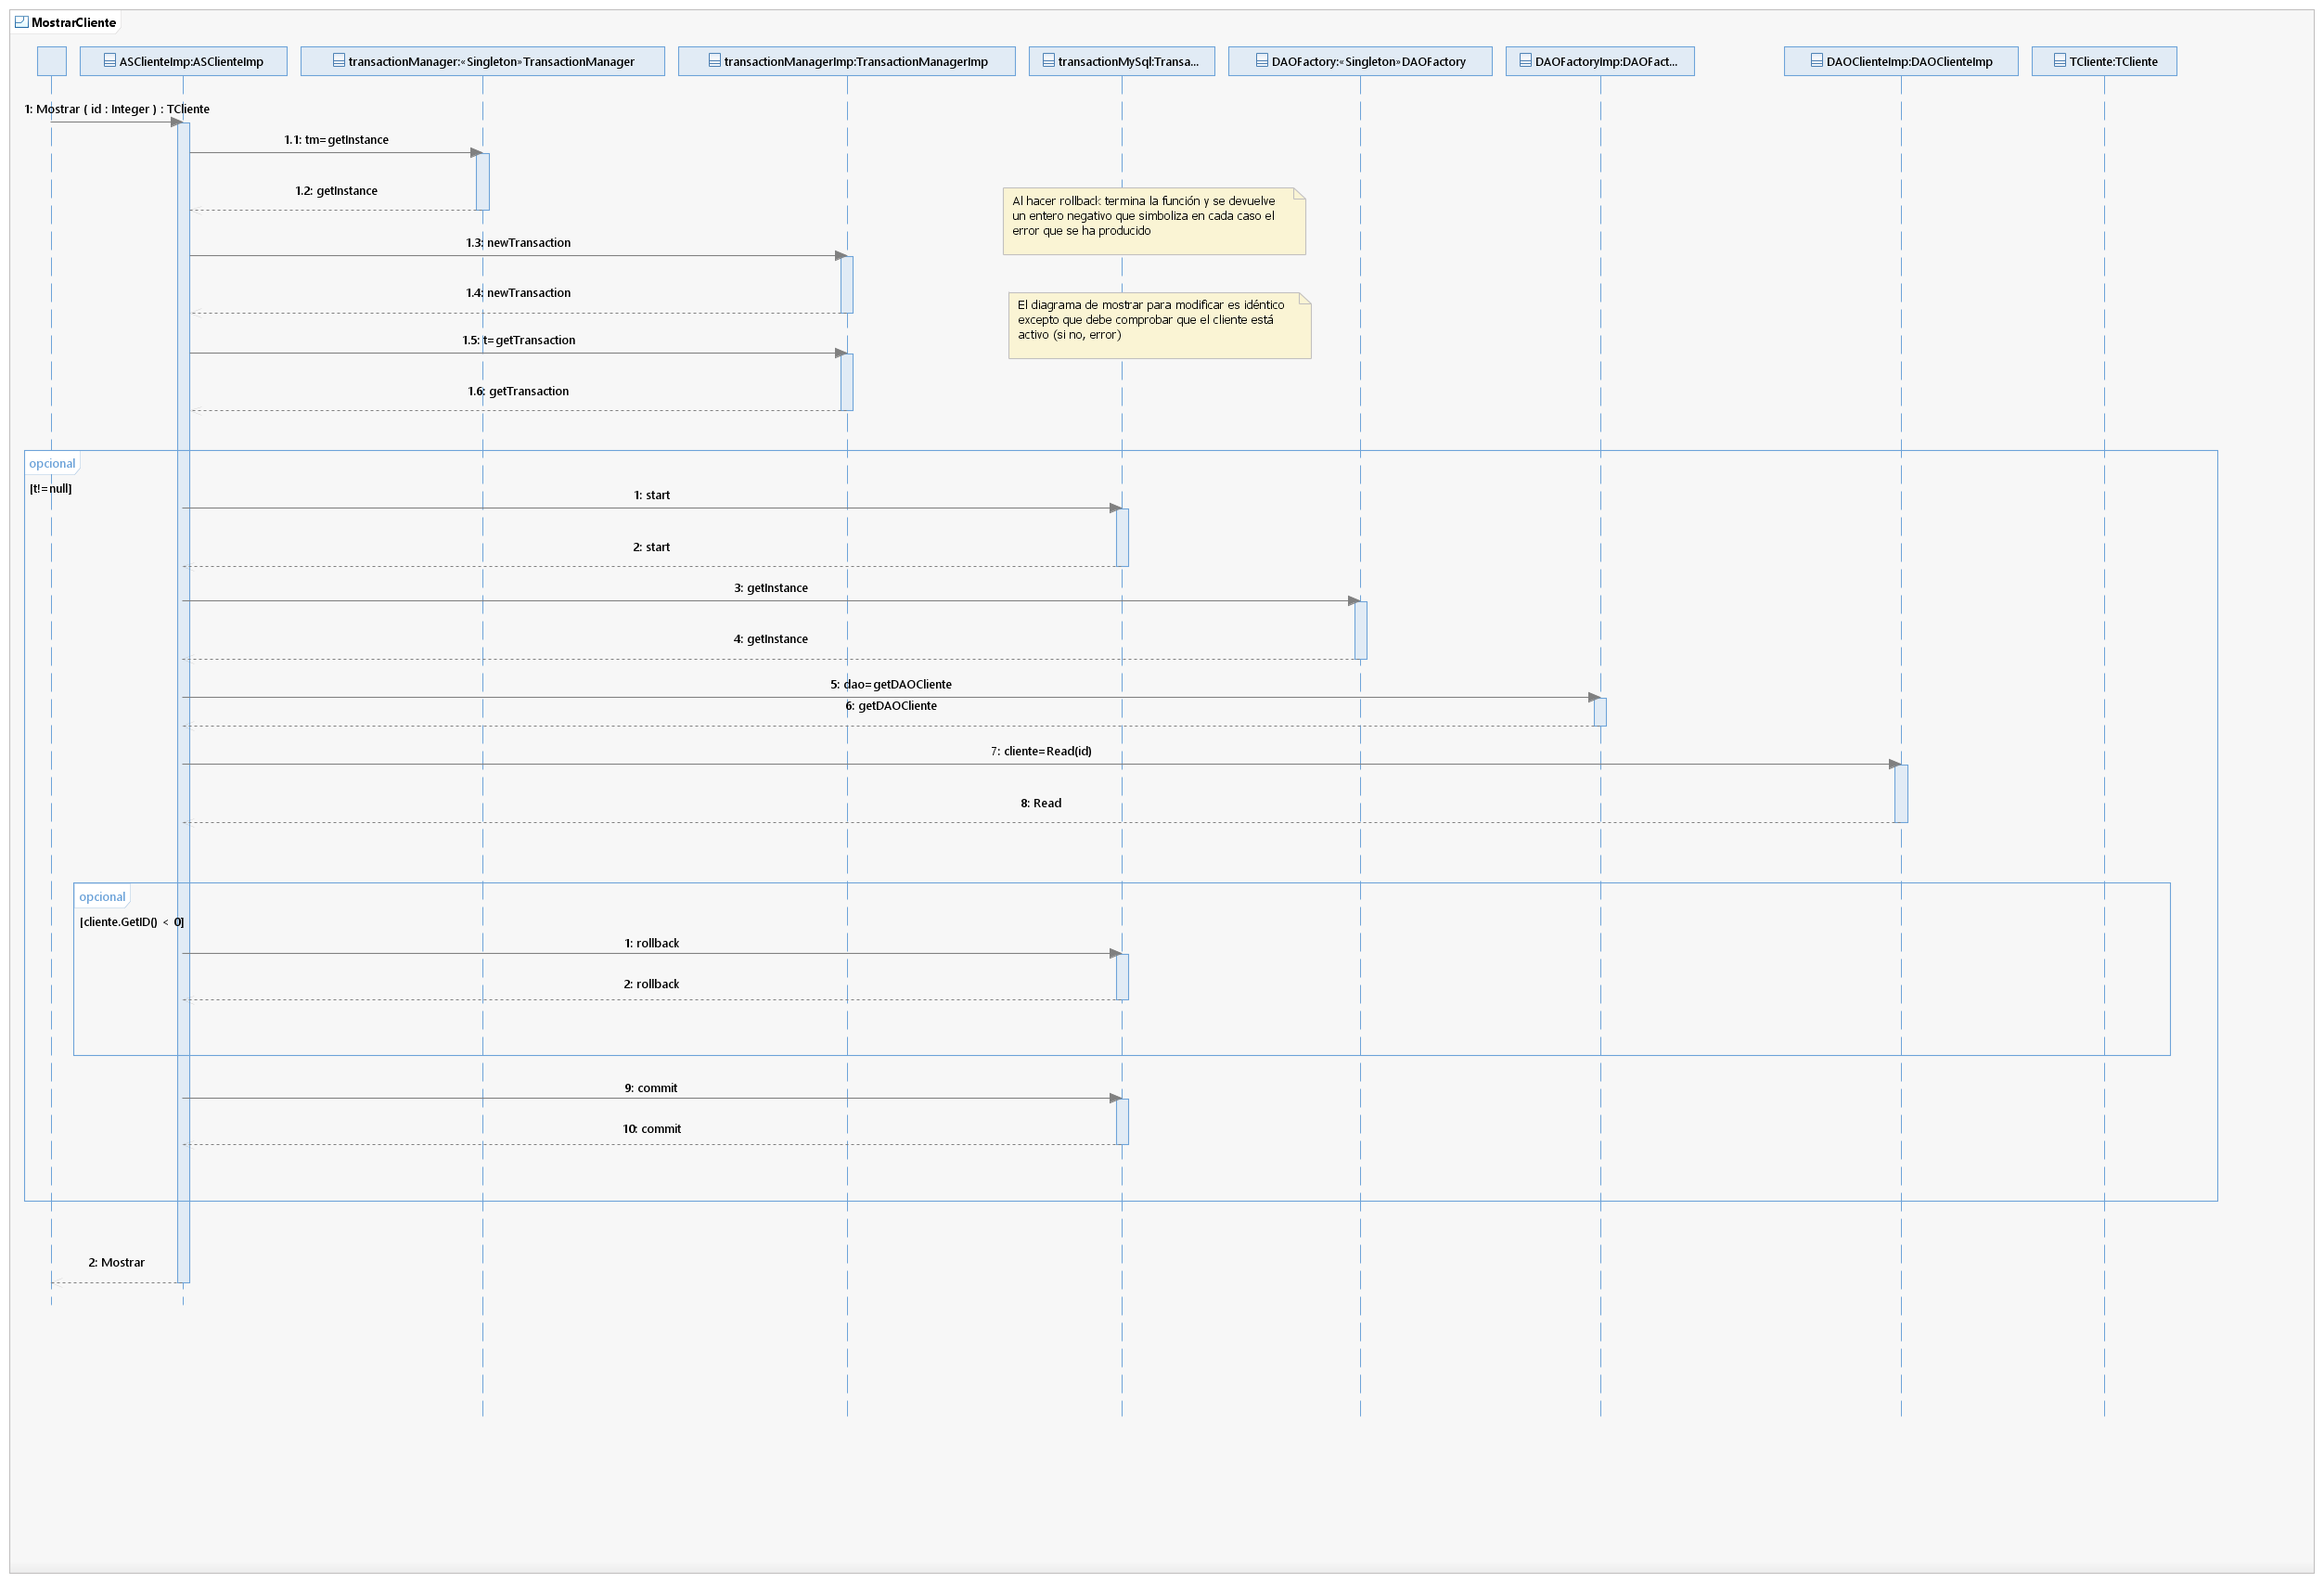 MostrarCliente
ASClienteImp:ASClienteImp
transactionManager:«Singleton»TransactionManager
transactionManagerImp:TransactionManagerImp
transactionMySql:Transa...
DAOFactory:«Singleton»DAOFactory
DAOFactoryImp:DAOFact...
DAOClienteImp:DAOClienteImp
TCliente:TCliente
1: Mostrar ( id : Integer ) : TCliente
1.1: tm=getInstance
1.2: getInstance
Al hacer rollback termina la función y se devuelve
un entero negativo que simboliza en cada caso el
error que se ha producido
1.3: newTransaction
1.4: newTransaction
El diagrama de mostrar para modificar es idéntico
excepto que debe comprobar que el cliente está
activo (si no, error)
1.5: t=getTransaction
1.6: getTransaction
opcional
[t!=null]
1: start
2: start
3: getInstance
4: getInstance
5: dao=getDAOCliente
6: getDAOCliente
7: cliente=Read(id)
8: Read
opcional
[cliente.GetID() < 0]
1: rollback
2: rollback
9: commit
10: commit
2: Mostrar